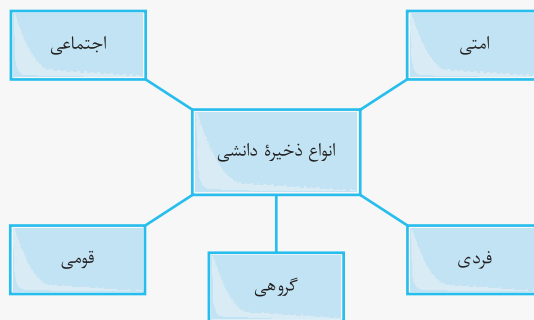 امتی
اجتماعی
انواع ذخیرهٔ دانشی
فردی
قومی
گروهی